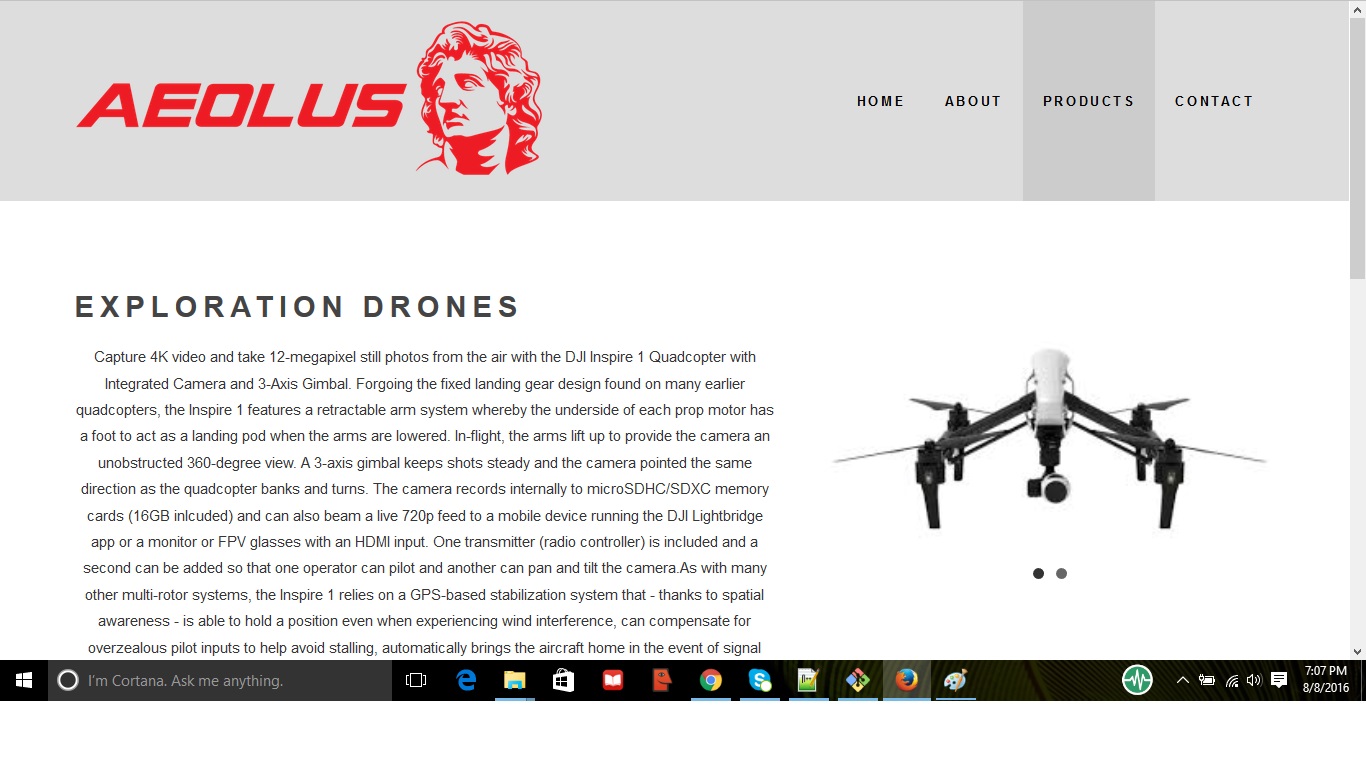 AEOLUS
HOME
ABOUT
PRODUCTS
CONTACT
EXPLORATION DRONES
Capture 4K video and take 12-megapixel still photos from the air with the DJI Inspire 1 Quadcopter with
Integrated Camera and 3-Axis Gimbal. Forgoing the fixed landing gear design found on many earlier
quadcopters, the Inspire 1 features a retractable arm system whereby the underside of each prop motor has
a foot to act as a landing pod when the arms are lowered. In-flight, the arms lift up to provide the camera an
unobstructed 360-degree view. A 3-axis gimbal keeps shots steady and the camera pointed the same
direction as the quadcopter banks and turns. The camera records internally to microSDHC/SDXC memory
cards (16GB inlcuded) and can also beam a live 720p feed to a mobile device running the DJI Lightbridge
app or a monitor or FPV glasses with an HDMI input. One transmitter (radio controller) is included and a
second can be added so that one operator can pilot and another can pan and tilt the camera.As with many
other multi-rotor systems, the Inspire 1 relies on a GPS-based stabilization system that - thanks to spatial
awareness - is able to hold a position even when experiencing wind interference, can compensate for
overzealous pilot inputs to help avoid stalling, automatically brings the aircraft home in the event of signal
I'm Cortana. Ask me anything.
7:07 PM
8/8/2016